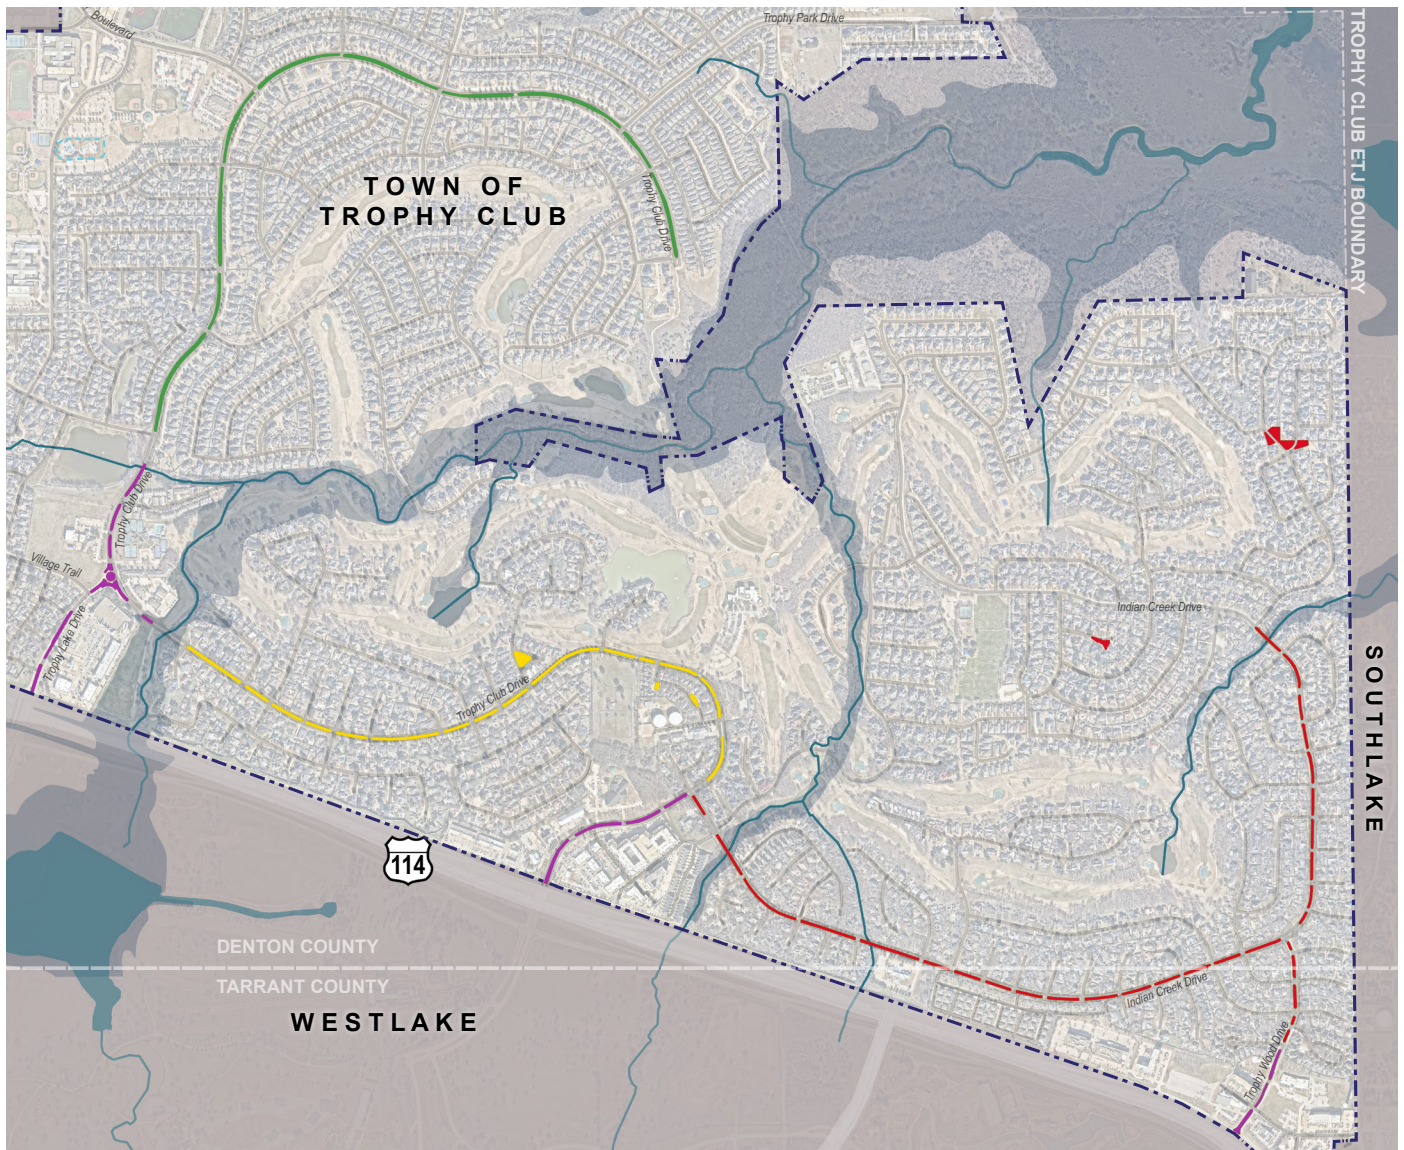 Boulevard
Trophy Park Drive
TROPHY CLUB ETJ BOUNDARY
TOWN OF
TROPHY CLUB
Trophy Club Drive
Trophy Club Drive
Village Trail
Trophy Lake Drive
Indian Creek Drive
SOUTHLAKE
Trophy Club Drive
114
DENTON COUNTY
TARRANT COUNTY
WESTLAKE
Indian Creek Drive
Trophy Wood Drive